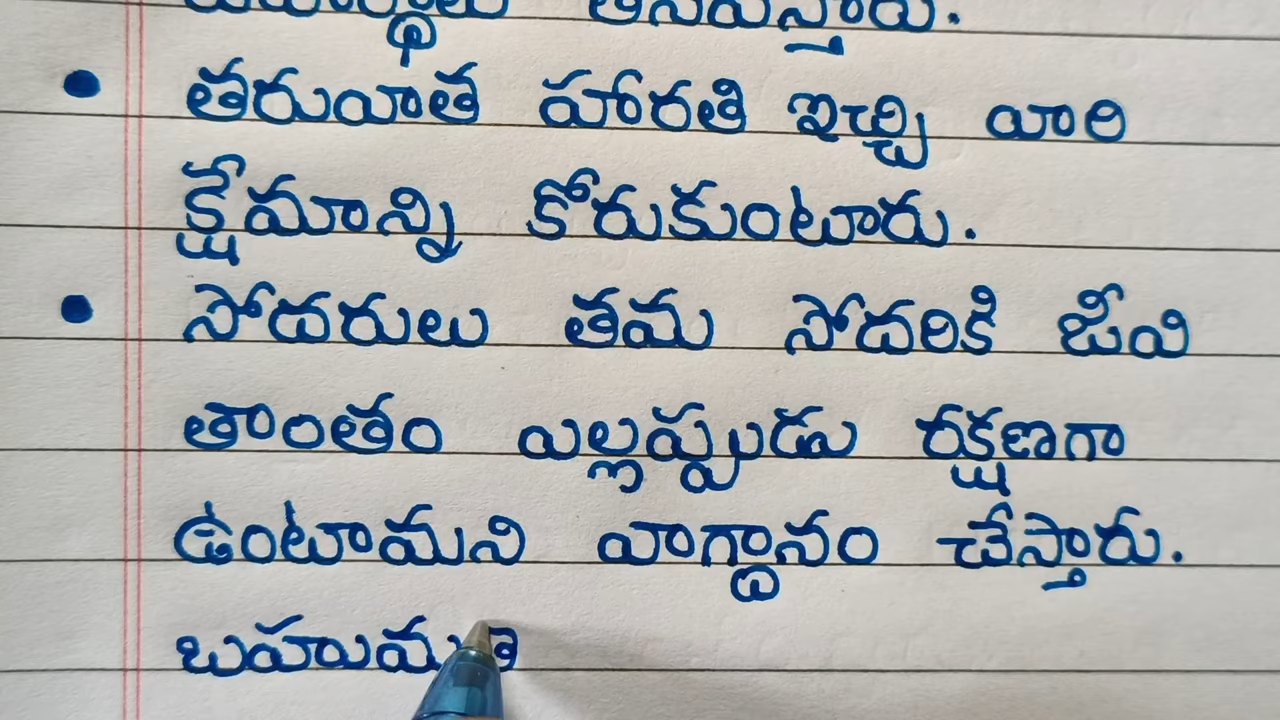 • తరువాత హారతి ఇచ్చి వారి
క్షేమాన్ని కోరుకుంటారు.
• సోదరులు తమ సోదరికి జీవి
తాంతం ఎల్లప్పుడు రక్షణగా
ఉంటామని వాగ్దానం చేస్తారు.